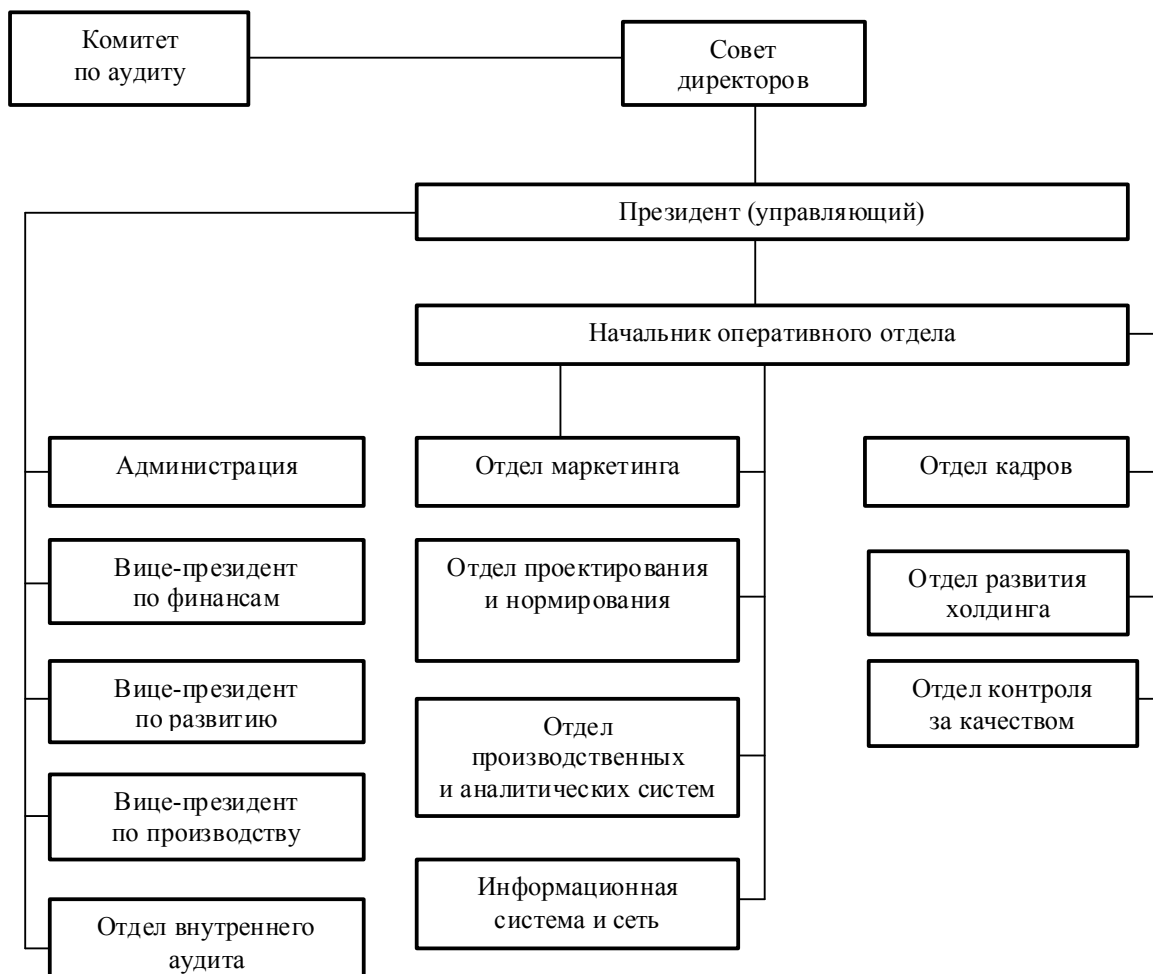 Комитет
по аудиту
Совет
директоров
Президент (управляющий)
Начальник оперативного отдела
Администрация
Вице-президент
по финансам
Вице-президент
по развитию
Вице-президент
по производству
Отдел внутреннего
аудита
Отдел маркетинга
Отдел проектирования
и нормирования
Отдел
производственных
и аналитических систем
Информационная
система и сеть
Отдел кадров
Отдел развития
холдинга
Отдел контроля
за качеством